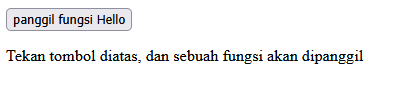 panggil fungsi Hello
Tekan tombol diatas, dan sebuah fungsi akan dipanggil